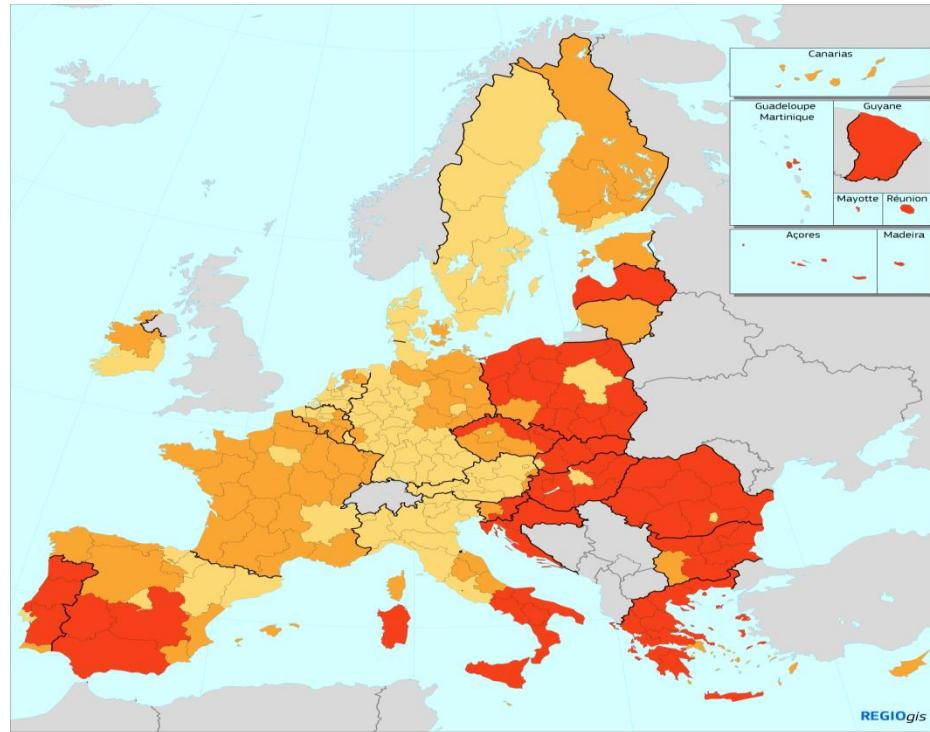 Canarias
Guadeloupe
Martinique
Guyane
Mayotte
Réunion
Açores
Madeira
REGIOgis